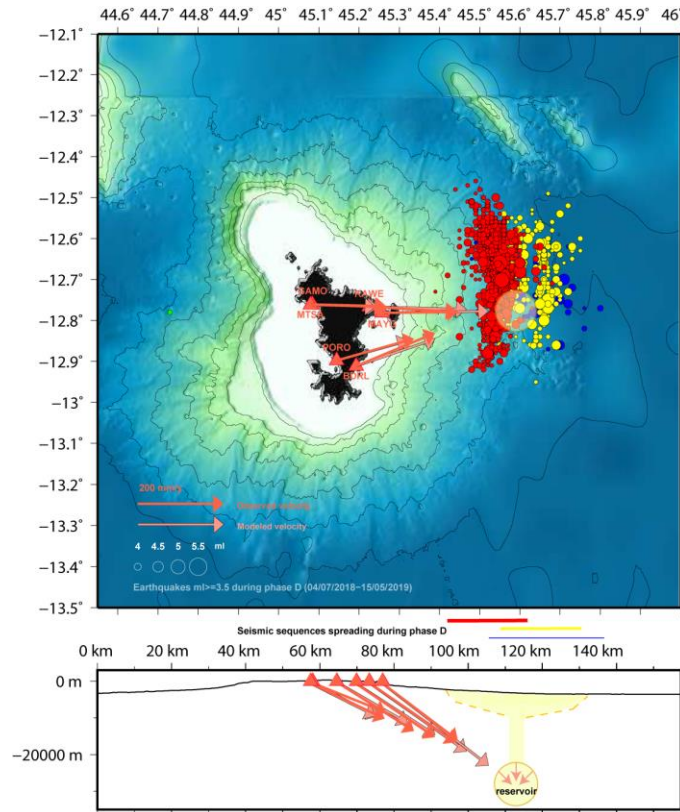 44.6° 44.7° 44.8° 44.9° 45° 45.1° 45.2° 45.3° 45.4° 45.5° 45.6° 45.7° 45.8° 45.9° 46°
-12.1°
-12.2°
-12.3°
-12.4°
-12.5°
-12.6°
-12.7°
GAMO KAWE
MTSA MAYG
-12.8°
PORO
-12.9°
BDRL
-13°
-13.1°
-13.2°
200 mm/y
Observed velocity
-13.3°
Modeled velocity
4 4.5 5 5.5 ml
-13.4°
Earthquakes ml>=3.5 during phase D (04/07/2018-15/05/2019)
-13.5°
Seismic sequences spreading during phase D
0 km 20 km 40 km 60 km 80 km 100 km 120 km 140 km
0 m
-20000 m
reservoir